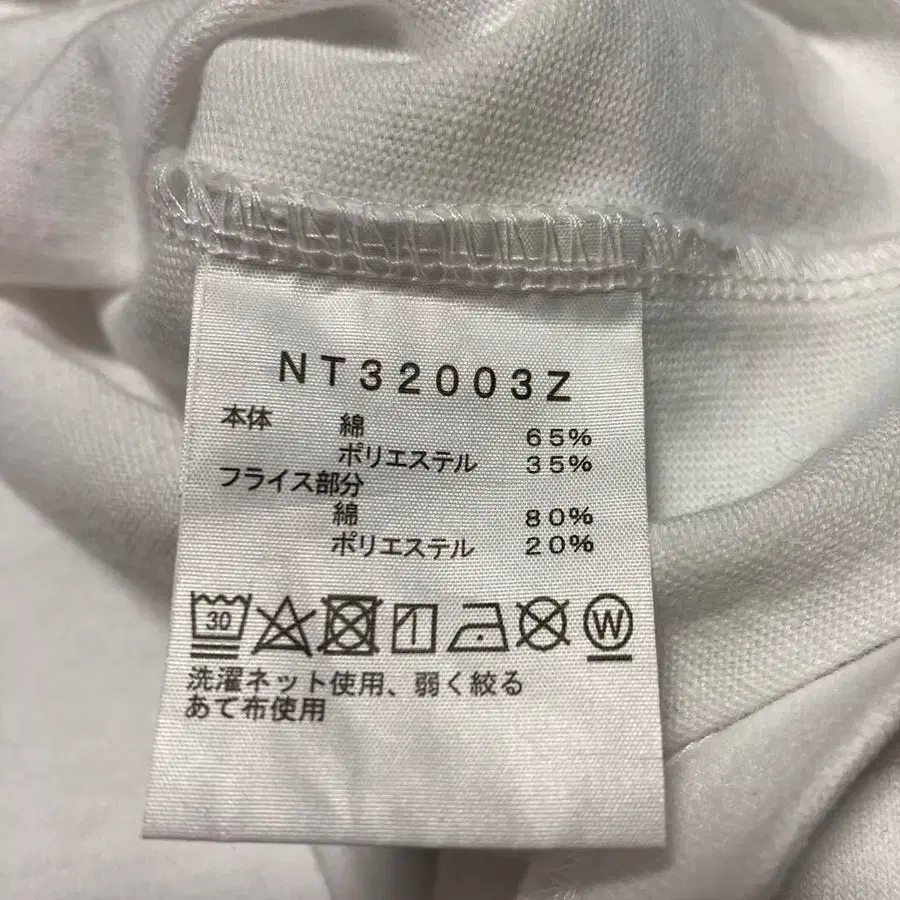 NT32003Z
本体 綿 65%
ポリエステル 35%
フライス部分
綿 80%
ポリエステル 20%
30 W
洗濯ネット使用、弱く絞る
あて布使用